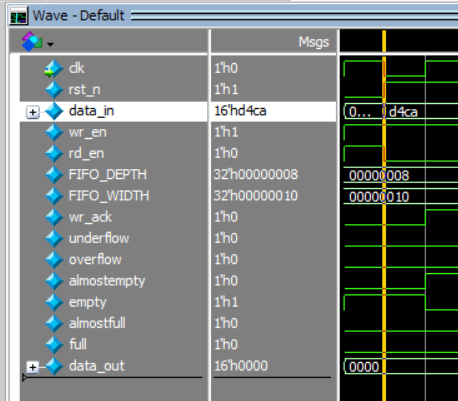 Wave - Default
Msgs
clk 1'h0
rst_n 1'h1
data_in 16'hd4ca 0... d4ca
wr_en 1'h1
rd_en 1'h0
FIFO_DEPTH 32'h00000008 00000008
FIFO_WIDTH 32'h00000010 00000010
wr_ack 1'h0
underflow 1'h0
overflow 1'h0
almostempty 1'h0
empty 1'h1
almostfull 1'h0
full 1'h0
data_out 16'h0000 0000